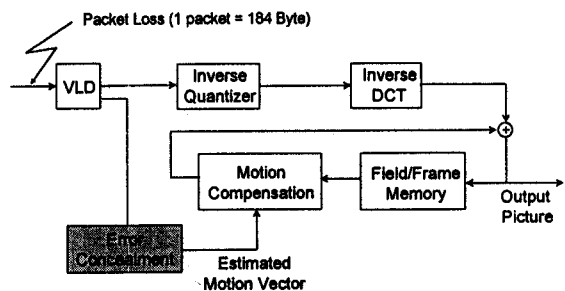 Packet Loss (1 packet = 184 Byte)
VLD
Inverse
Quantizer
Inverse
DCT
+
Motion
Compensation
Field/Frame
Memory
Output
Picture
Error
Concealment
Estimated
Motion Vector